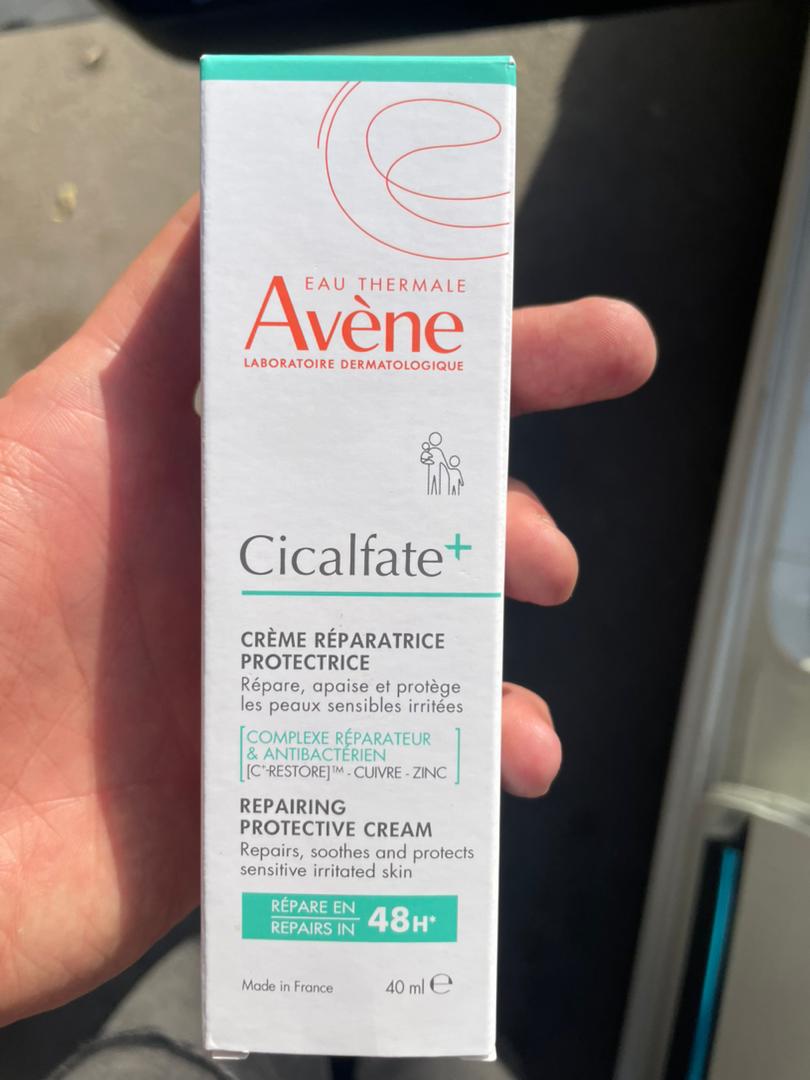 EAU THERMALE
Avène
LABORATOIRE DERMATOLOGIQUE
Cicalfate+
CRÈME RÉPARATRICE
PROTECTRICE
Répare, apaise et protège
les peaux sensibles irritées
COMPLEXE RÉPARATEUR
& ANTIBACTÉRIEN
[C+-RESTORE]™ - CUIVRE - ZINC
REPAIRING
PROTECTIVE CREAM
Repairs, soothes and protects
sensitive irritated skin
RÉPARE EN
REPAIRS IN 48H*
Made in France 40 ml ℮